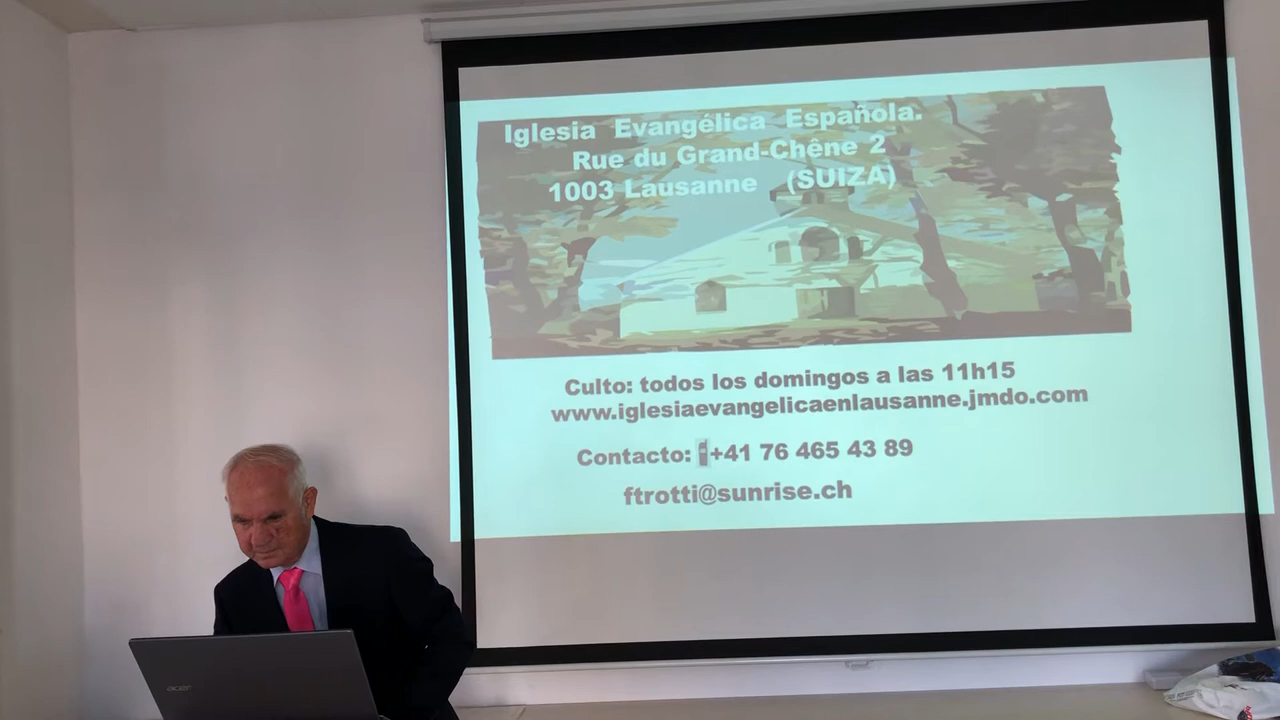 Iglesia Evangélica Española.
Rue du Grand-Chêne 2
1003 Lausanne (SUIZA)
Culto: todos los domingos a las 11h15
www.iglesiaevangelicaenlausanne.jmdo.com
Contacto: +41 76 465 43 89
ftrotti@sunrise.ch
acer